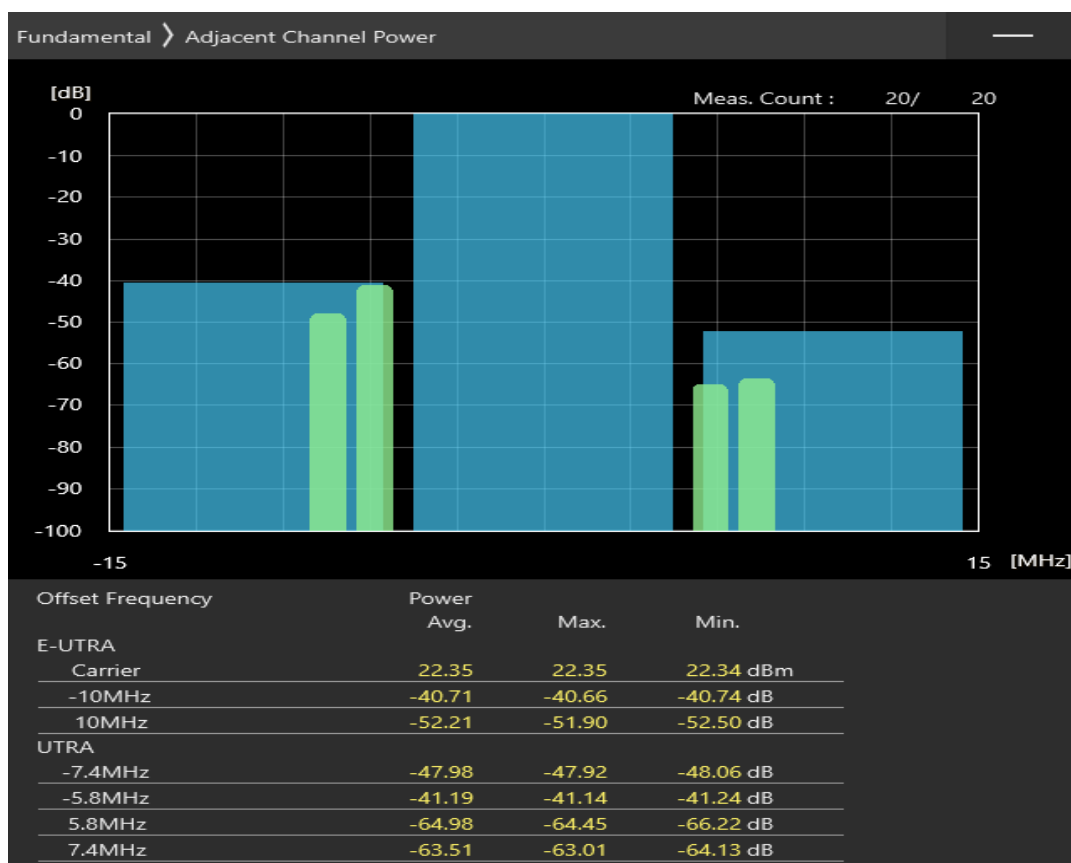 Fundamental ❯ Adjacent Channel Power
[dB]
Meas. Count : 20/ 20
0
-10
-20
-30
-40
-50
-60
-70
-80
-90
-100
-15 15 [MHz]
Offset Frequency Power
Avg. Max. Min.
E-UTRA
Carrier 22.35 22.35 22.34 dBm
-10MHz -40.71 -40.66 -40.74 dB
10MHz -52.21 -51.90 -52.50 dB
UTRA
-7.4MHz -47.98 -47.92 -48.06 dB
-5.8MHz -41.19 -41.14 -41.24 dB
5.8MHz -64.98 -64.45 -66.22 dB
7.4MHz -63.51 -63.01 -64.13 dB